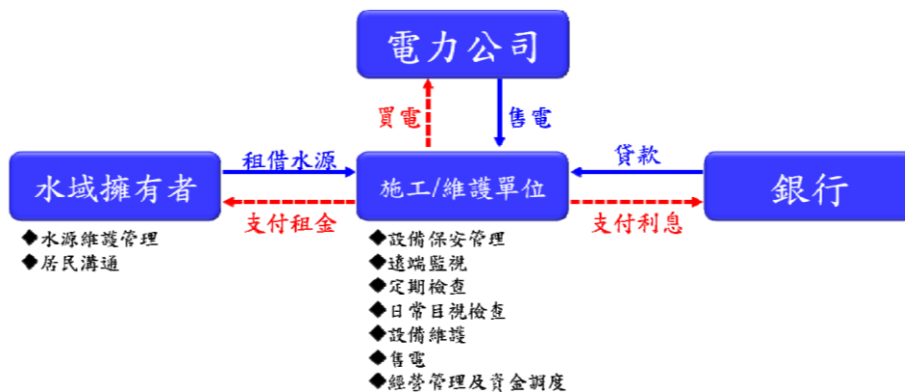 電力公司
買電
售電
租借水源
貸款
水域擁有者
施工/維護單位
銀行
支付租金
支付利息
◆水源維護管理
◆居民溝通
◆設備保安管理
◆遠端監視
◆定期檢查
◆日常目視檢查
◆設備維護
◆售電
◆經營管理及資金調度